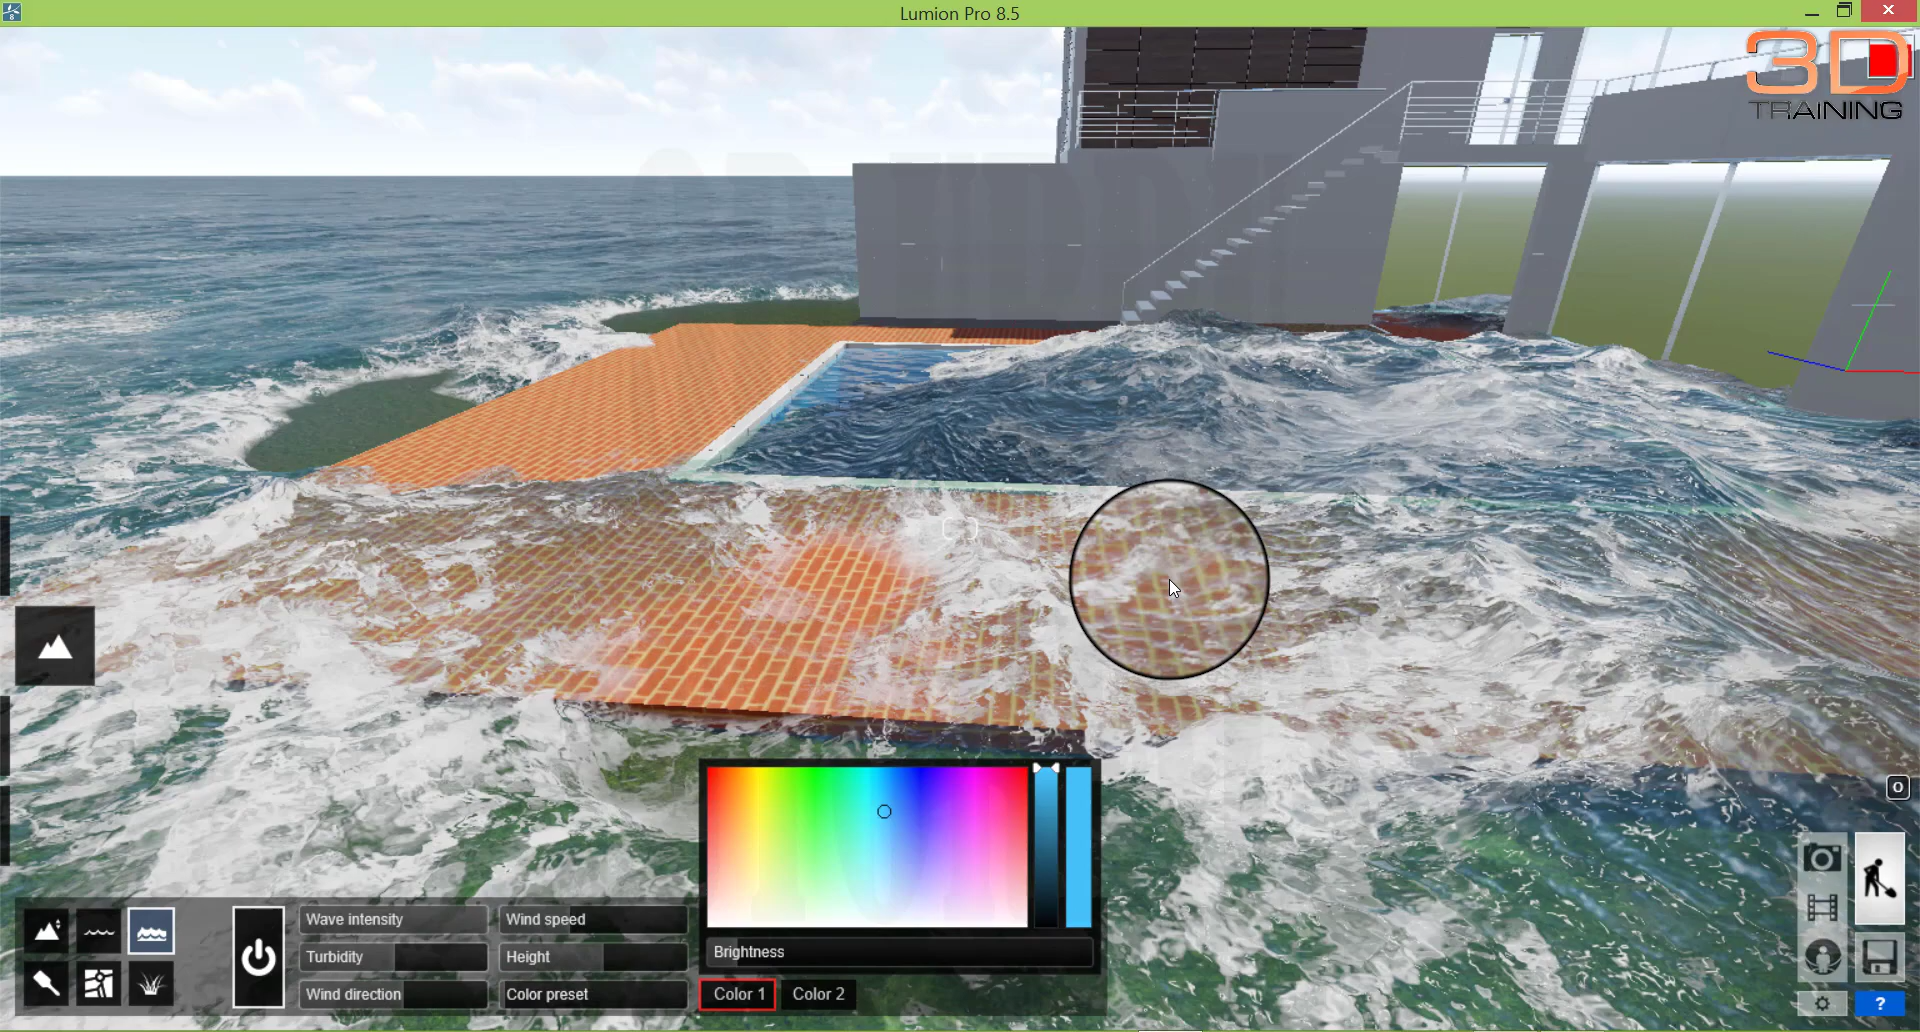 Lumion Pro 8.5
3D
TRAINING
O
Wave intensity
Wind speed
Turbidity
Height
Brightness
Wind direction
Color preset
Color 1
Color 2
?
8